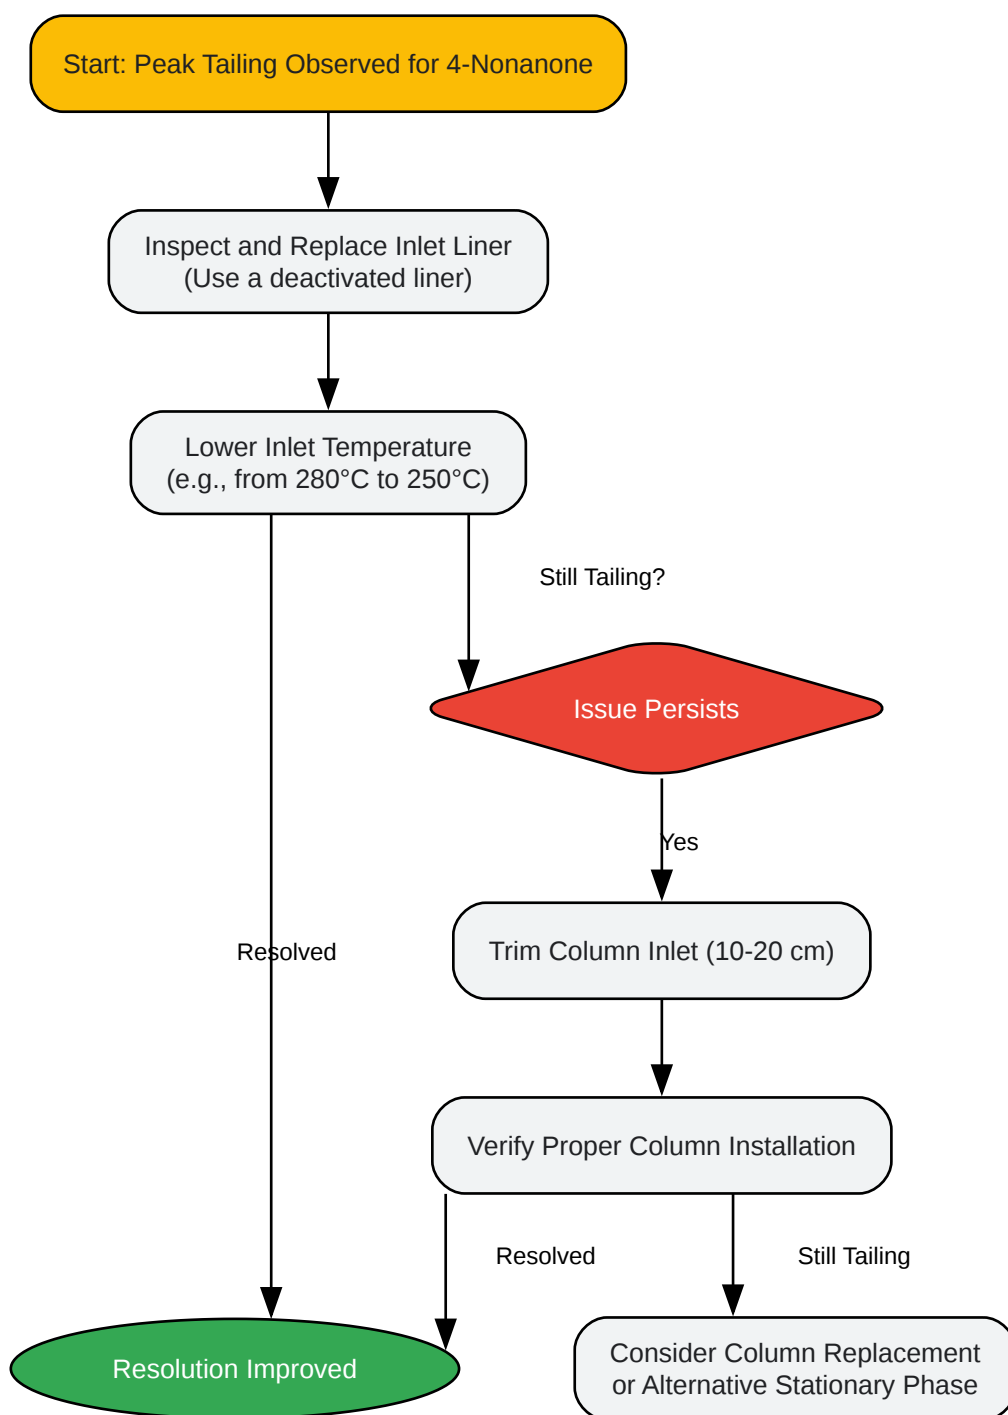 Start: Peak Tailing Observed for 4-Nonanone
Inspect and Replace Inlet Liner
(Use a deactivated liner)
Lower Inlet Temperature
(e.g., from 280°C to 250°C)
Still Tailing?
Issue Persists
Yes
Resolved
Trim Column Inlet (10-20 cm)
Verify Proper Column Installation
Resolved
Still Tailing
Resolution Improved
Consider Column Replacement
or Alternative Stationary Phase